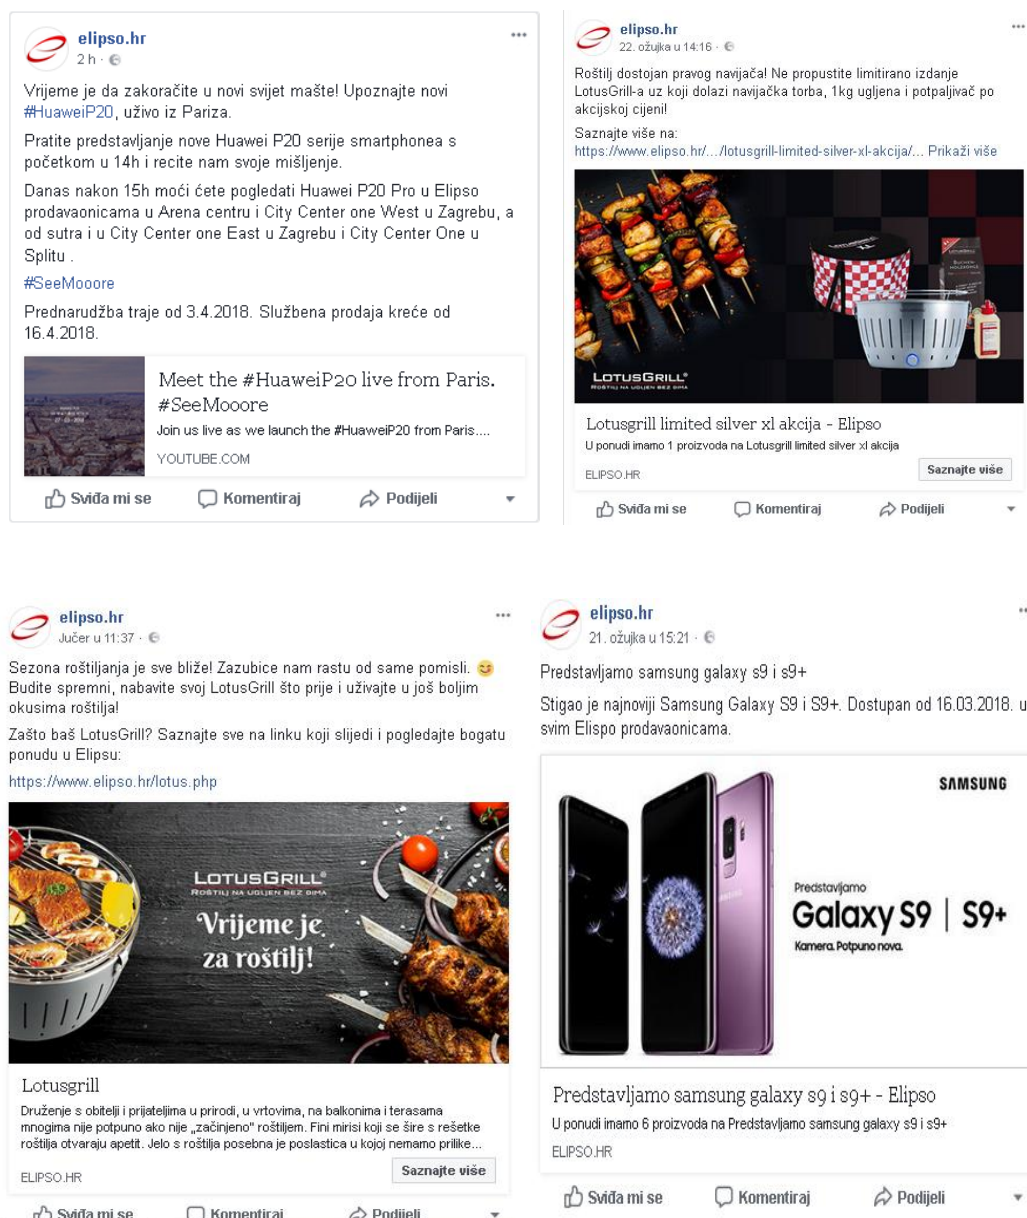 elipso.hr
2 h
Vrijeme je da zakoračite u novi svijet mašte! Upoznajte novi
#HuaweiP20, uživo iz Pariza.
Pratite predstavljanje nove Huawei P20 serije smartphonea s
početkom u 14h i recite nam svoje mišljenje.
Danas nakon 15h moći ćete pogledati Huawei P20 Pro u Elipso
prodavaonicama u Arena centru i City Center one West u Zagrebu, a
od sutra i u City Center one East u Zagrebu i City Center One u
Splitu .
#SeeMooore
Prednarudžba traje od 3.4.2018. Službena prodaja kreće od
16.4.2018.
Meet the #HuaweiP20 live from Paris.
#SeeMooore
Join us live as we launch the #HuaweiP20 from Paris....
YOUTUBE.COM
Sviđa mi se Komentiraj Podijeli
elipso.hr
22. ožujka u 14:16
Roštilj dostojan pravog navijača! Ne propustite limitirano izdanje
LotusGrill-a uz koji dolazi navijačka torba, 1kg ugljena i potpaljivač po
akcijskoj cijeni!
Saznajte više na:
https://www.elipso.hr/.../lotusgrill-limited-silver-xl-akcija/... Prikaži više
LOTUSGRILL
XL
LOTUSGRILL
BUCHEN-
HOLZKOHLE
LOTUSGRILL®
ROŠTILJ NA UGLJEN BEZ DIMA
Lotusgrill limited silver xl akcija - Elipso
U ponudi imamo 1 proizvoda na Lotusgrill limited silver xl akcija
ELIPSO.HR
Saznajte više
Sviđa mi se Komentiraj Podijeli
elipso.hr
Jučer u 11:37
Sezona roštiljanja je sve bliže! Zazubice nam rastu od same pomisli. 😋
Budite spremni, nabavite svoj LotusGrill što prije i uživajte u još boljim
okusima roštilja!
Zašto baš LotusGrill? Saznajte sve na linku koji slijedi i pogledajte bogatu
ponudu u Elipsu:
https://www.elipso.hr/lotus.php
LOTUSGRILL®
ROŠTILJ NA UGLJEN BEZ DIMA
Vrijeme je
za roštilj!
Lotusgrill
Druženje s obitelji i prijateljima u prirodi, u vrtovima, na balkonima i terasama
mnogima nije potpuno ako nije „začinjeno" roštiljem. Fini mirisi koji se šire s rešetke
roštilja otvaraju apetit. Jelo s roštilja posebna je poslastica u kojoj nemamo prilike...
ELIPSO.HR
Saznajte više
Sviđa mi se Komentiraj Podijeli
elipso.hr
21. ožujka u 15:21
Predstavljamo samsung galaxy s9 i s9+
Stigao je najnoviji Samsung Galaxy S9 i S9+. Dostupan od 16.03.2018. u
svim Elispo prodavaonicama.
SAMSUNG
SAMSUNG
Predstavljamo
Galaxy S9 | S9+
Kamera. Potpuno nova.
Predstavljamo samsung galaxy s9 i s9+ - Elipso
U ponudi imamo 6 proizvoda na Predstavljamo samsung galaxy s9 i s9+
ELIPSO.HR
Sviđa mi se Komentiraj Podijeli